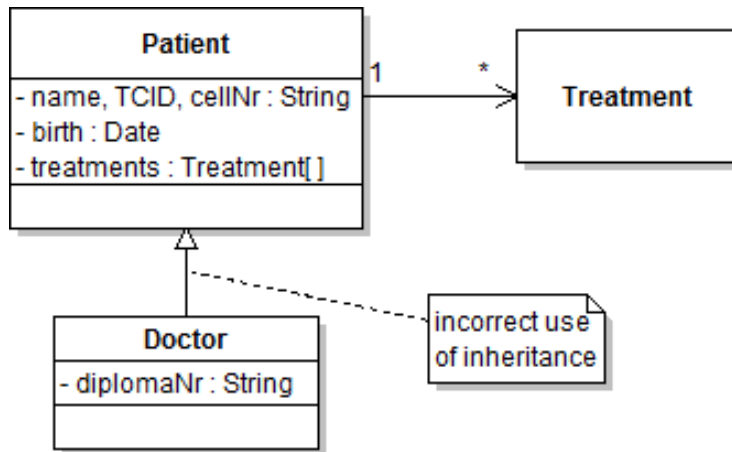 Patient
- name, TCID, cellNr : String
- birth : Date
- treatments : Treatment[ ]
1
*
Treatment
Doctor
- diplomaNr : String
incorrect use
of inheritance